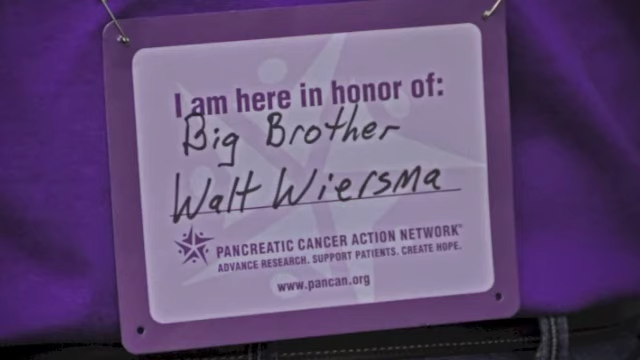 I am here in honor of:
Big Brother
Walt Wiersma
PANCREATIC CANCER ACTION NETWORK®
ADVANCE RESEARCH. SUPPORT PATIENTS. CREATE HOPE.
www.pancan.org